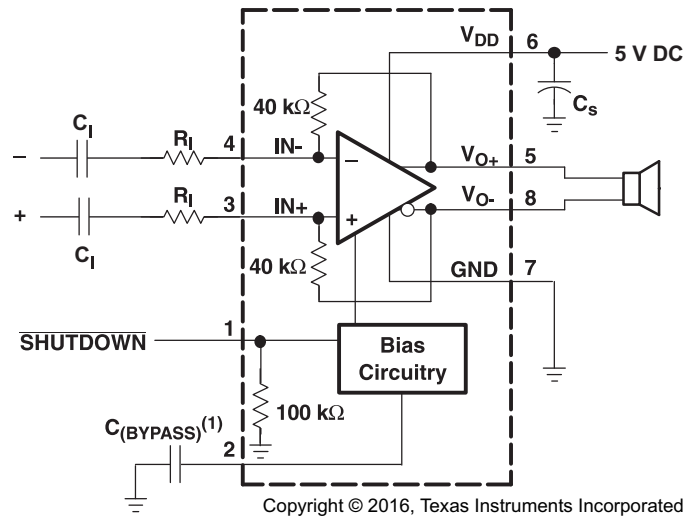 V_DD 6
5 V DC
C_s
40 kΩ
C_I
R_I
4 IN-
−
−
V_O+ 5
R_I
3 IN+
+
+
V_O- 8
C_I
40 kΩ
GND 7
SHUTDOWN
1
Bias
Circuitry
100 kΩ
C_(BYPASS)^(1)
2
Copyright © 2016, Texas Instruments Incorporated